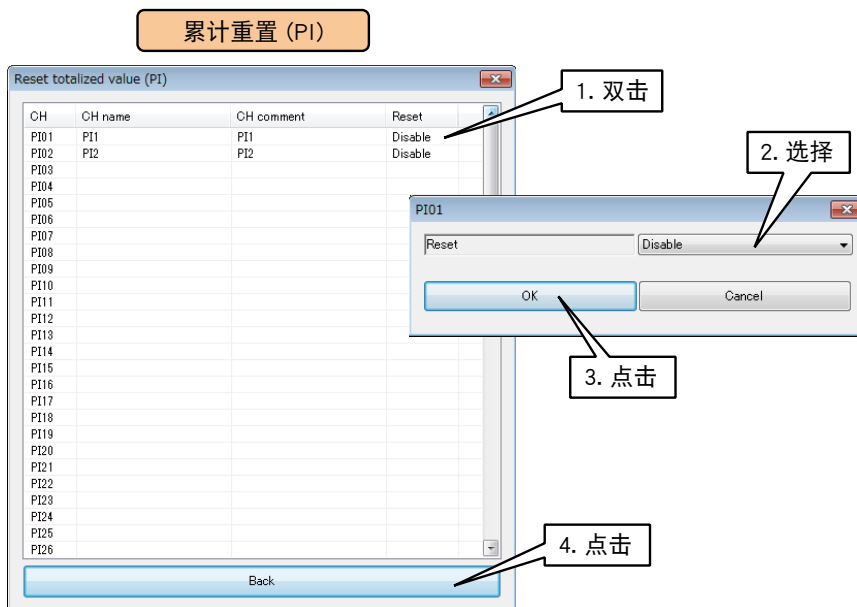 累计重置 (PI)
Reset totalized value (PI)
1. 双击
CH CH name CH comment Reset
PI01 PI1 PI1 Disable
PI02 PI2 PI2 Disable
2. 选择
PI03
PI04
PI05
PI01
PI06
PI07
Reset Disable
PI08
PI09
PI10
OK Cancel
PI11
PI12
PI13
PI14
PI15
3. 点击
PI16
PI17
PI18
PI19
PI20
PI21
PI22
PI23
PI24
PI25
4. 点击
PI26
Back